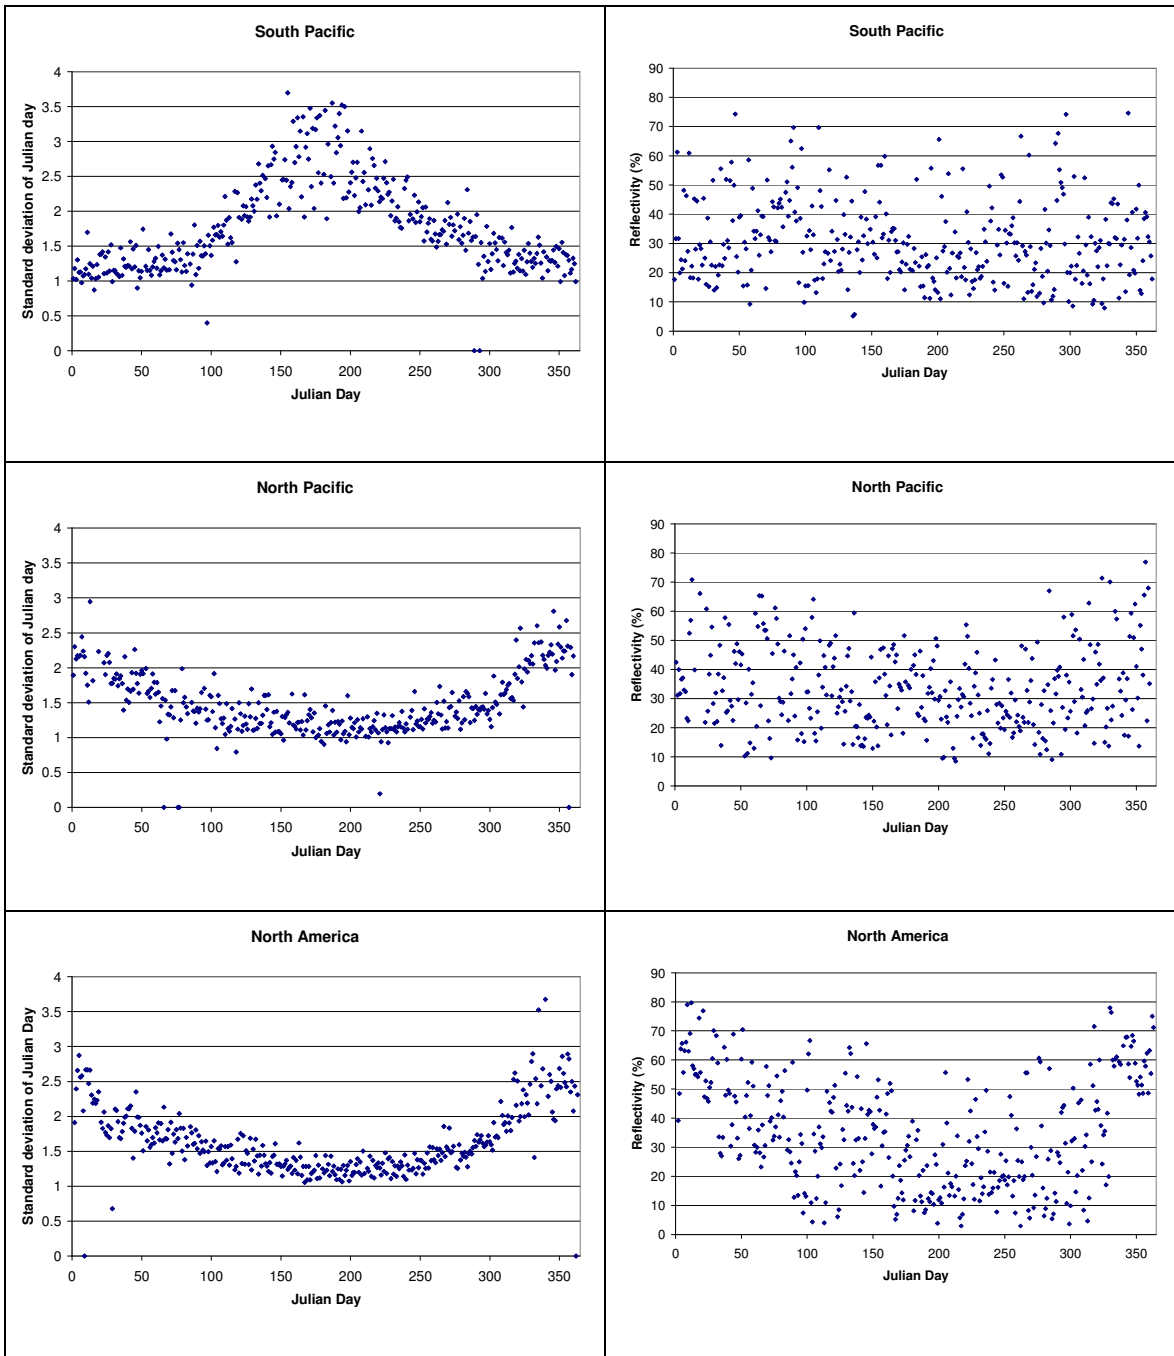 South Pacific
4
3.5
3
2.5
2
1.5
1
0.5
0
0 50 100 150 200 250 300 350
Standard deviation of Julian day
Julian Day
South Pacific
90
80
70
60
50
40
30
20
10
0
0 50 100 150 200 250 300 350
Reflectivity (%)
Julian Day
North Pacific
4
3.5
3
2.5
2
1.5
1
0.5
0
0 50 100 150 200 250 300 350
Standard deviation of Julian day
Julian Day
North Pacific
90
80
70
60
50
40
30
20
10
0
0 50 100 150 200 250 300 350
Reflectivity (%)
Julian Day
North America
4
3.5
3
2.5
2
1.5
1
0.5
0
0 50 100 150 200 250 300 350
Standard deviation of Julian Day
Julian Day
North America
90
80
70
60
50
40
30
20
10
0
0 50 100 150 200 250 300 350
Reflectivity (%)
Julian Day